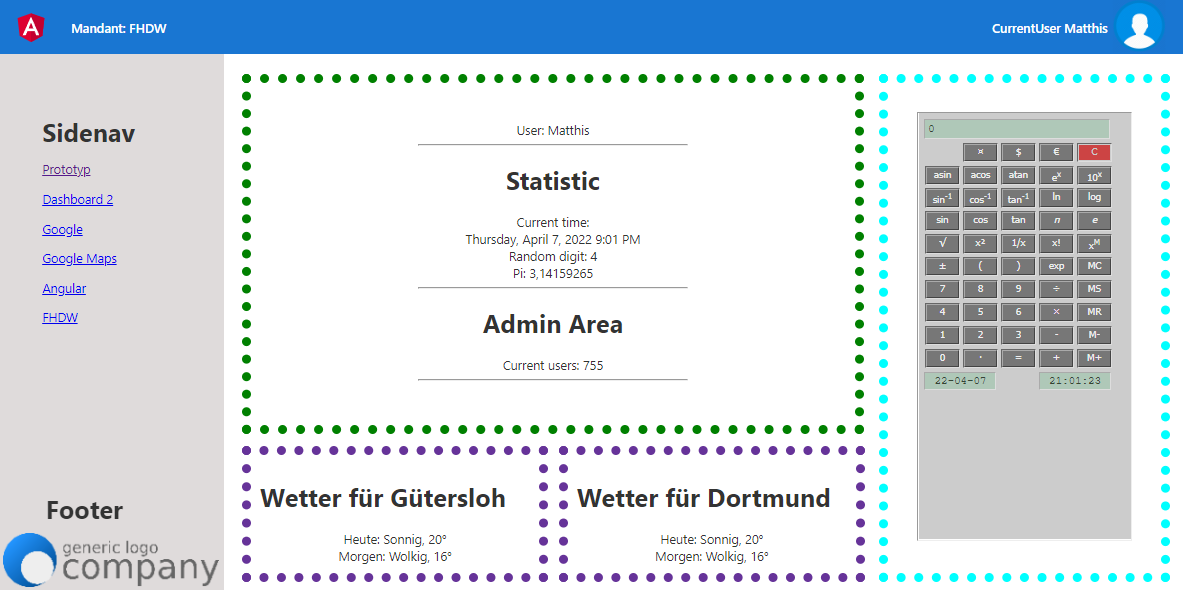 A
Mandant: FHDW
CurrentUser Matthis
Sidenav
Prototyp
Dashboard 2
Google
Google Maps
Angular
FHDW
Footer
generic logo
company
User: Matthis
Statistic
Current time:
Thursday, April 7, 2022 9:01 PM
Random digit: 4
Pi: 3,14159265
Admin Area
Current users: 755
Wetter für Gütersloh
Heute: Sonnig, 20°
Morgen: Wolkig, 16°
Wetter für Dortmund
Heute: Sonnig, 20°
Morgen: Wolkig, 16°
0
¤ $ € C
asin acos atan eˣ 10ˣ
sin⁻¹ cos⁻¹ tan⁻¹ ln log
sin cos tan n e
√ x² 1/x x! xᴹ
± ( ) exp MC
7 8 9 ÷ MS
4 5 6 × MR
1 2 3 - M-
0 · = + M+
22-04-07 21:01:23